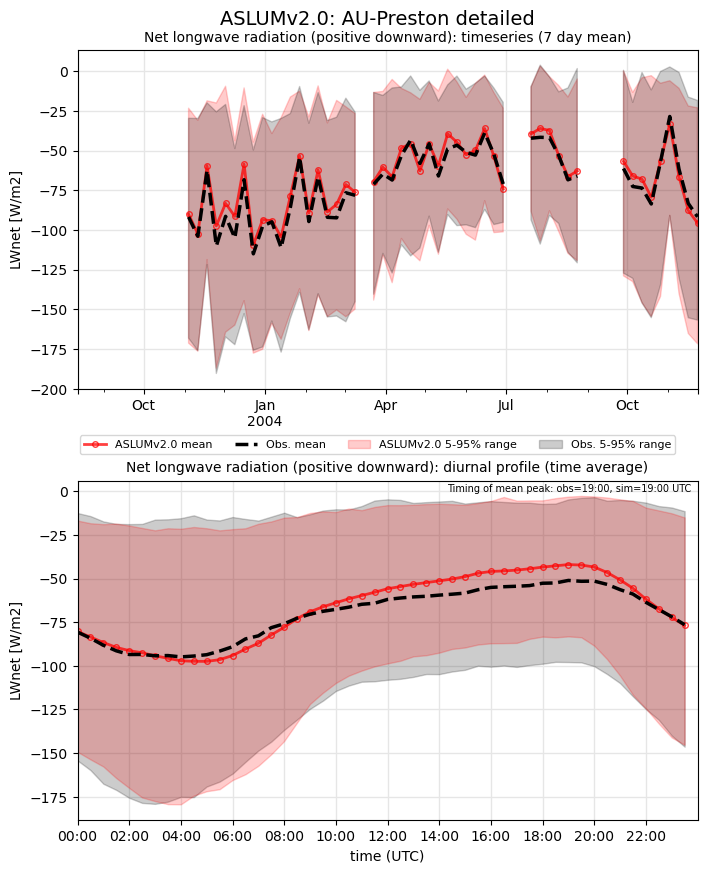 ASLUMv2.0: AU-Preston detailed
Net longwave radiation (positive downward): timeseries (7 day mean)
LWnet [W/m2]
0
−25
−50
−75
−100
−125
−150
−175
−200
Oct
Jan
2004
Apr
Jul
Oct
ASLUMv2.0 mean
Obs. mean
ASLUMv2.0 5-95% range
Obs. 5-95% range
Net longwave radiation (positive downward): diurnal profile (time average)
Timing of mean peak: obs=19:00, sim=19:00 UTC
LWnet [W/m2]
0
−25
−50
−75
−100
−125
−150
−175
00:00
02:00
04:00
06:00
08:00
10:00
12:00
14:00
16:00
18:00
20:00
22:00
time (UTC)